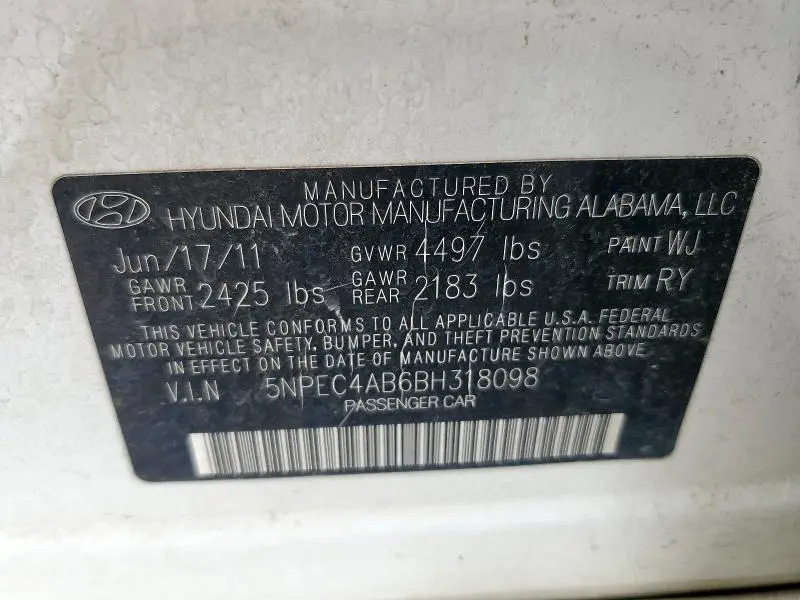 MANUFACTURED BY
HYUNDAI MOTOR MANUFACTURING ALABAMA, LLC
Jun/17/11 GVWR 4497 lbs PAINT WJ
GAWR FRONT 2425 lbs GAWR REAR 2183 lbs TRIM RY
THIS VEHICLE CONFORMS TO ALL APPLICABLE U.S.A. FEDERAL
MOTOR VEHICLE SAFETY, BUMPER, AND THEFT PREVENTION STANDARDS
IN EFFECT ON THE DATE OF MANUFACTURE SHOWN ABOVE
V.I.N 5NPEC4AB6BH318098
PASSENGER CAR